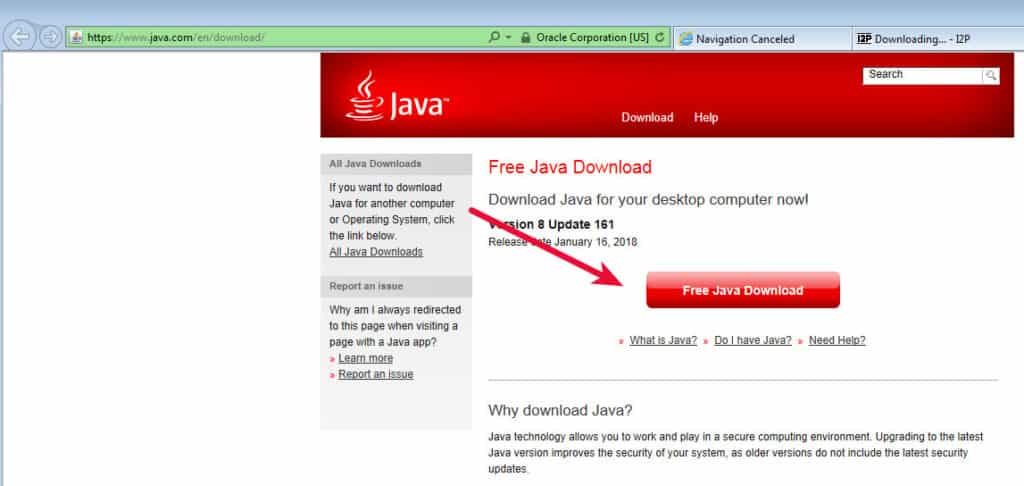 https://www.java.com/en/download/
Oracle Corporation [US]
Navigation Canceled
I2P Downloading... - I2P
Java™
Search
Download Help
All Java Downloads
If you want to download
Java for another computer
or Operating System, click
the link below.
All Java Downloads
Report an issue
Why am I always redirected
to this page when visiting a
page with a Java app?
» Learn more
» Report an issue
Free Java Download
Download Java for your desktop computer now!
Version 8 Update 161
Release date January 16, 2018
Free Java Download
» What is Java? » Do I have Java? » Need Help?
Why download Java?
Java technology allows you to work and play in a secure computing environment. Upgrading to the latest
Java version improves the security of your system, as older versions do not include the latest security
updates.